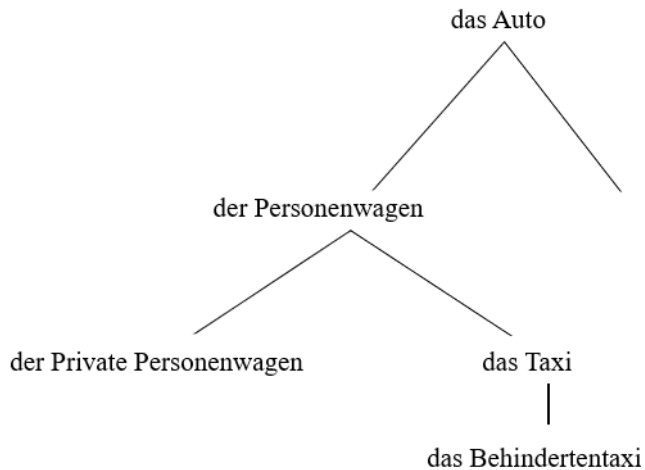 das Auto
der Personenwagen
der Private Personenwagen
das Taxi
das Behindertentaxi